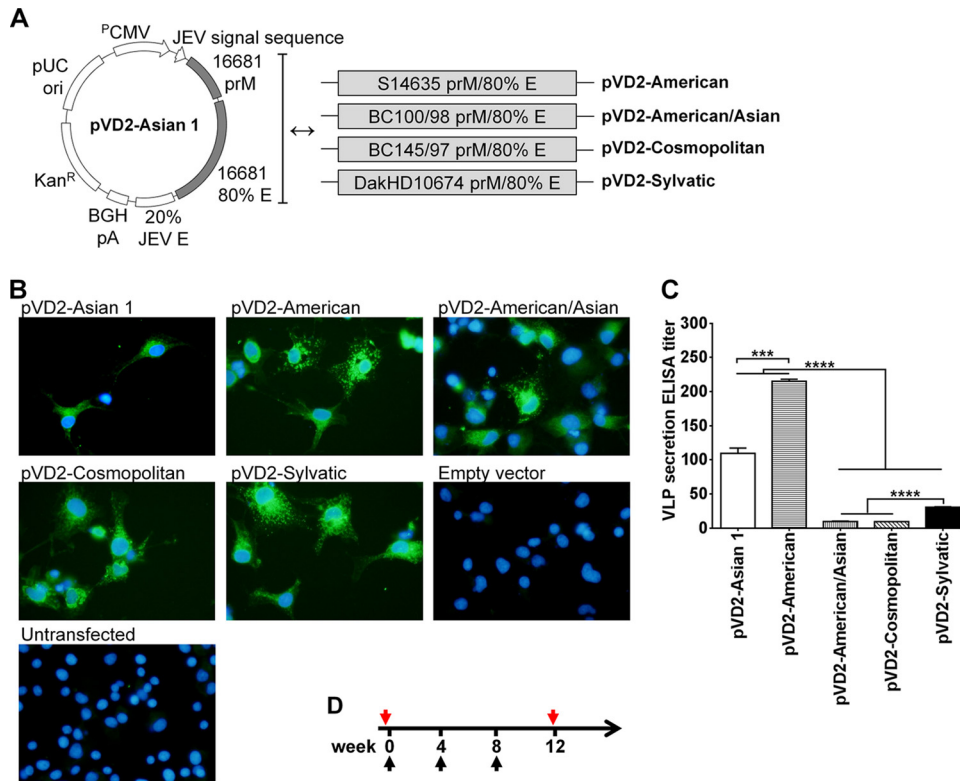 A
PCMV
JEV signal sequence
pUC
ori
16681
prM
pVD2-Asian 1
KanR
16681
80% E
BGH
pA
20%
JEV E
S14635 prM/80% E
pVD2-American
BC100/98 prM/80% E
pVD2-American/Asian
BC145/97 prM/80% E
pVD2-Cosmopolitan
DakHD10674 prM/80% E
pVD2-Sylvatic
B
pVD2-Asian 1
pVD2-American
pVD2-American/Asian
pVD2-Cosmopolitan
pVD2-Sylvatic
Empty vector
Untransfected
C
VLP secretion ELISA titer
300
250
200
150
100
50
0
***
****
****
pVD2-Asian 1
pVD2-American
pVD2-American/Asian
pVD2-Cosmopolitan
pVD2-Sylvatic
D
week 0 4 8 12